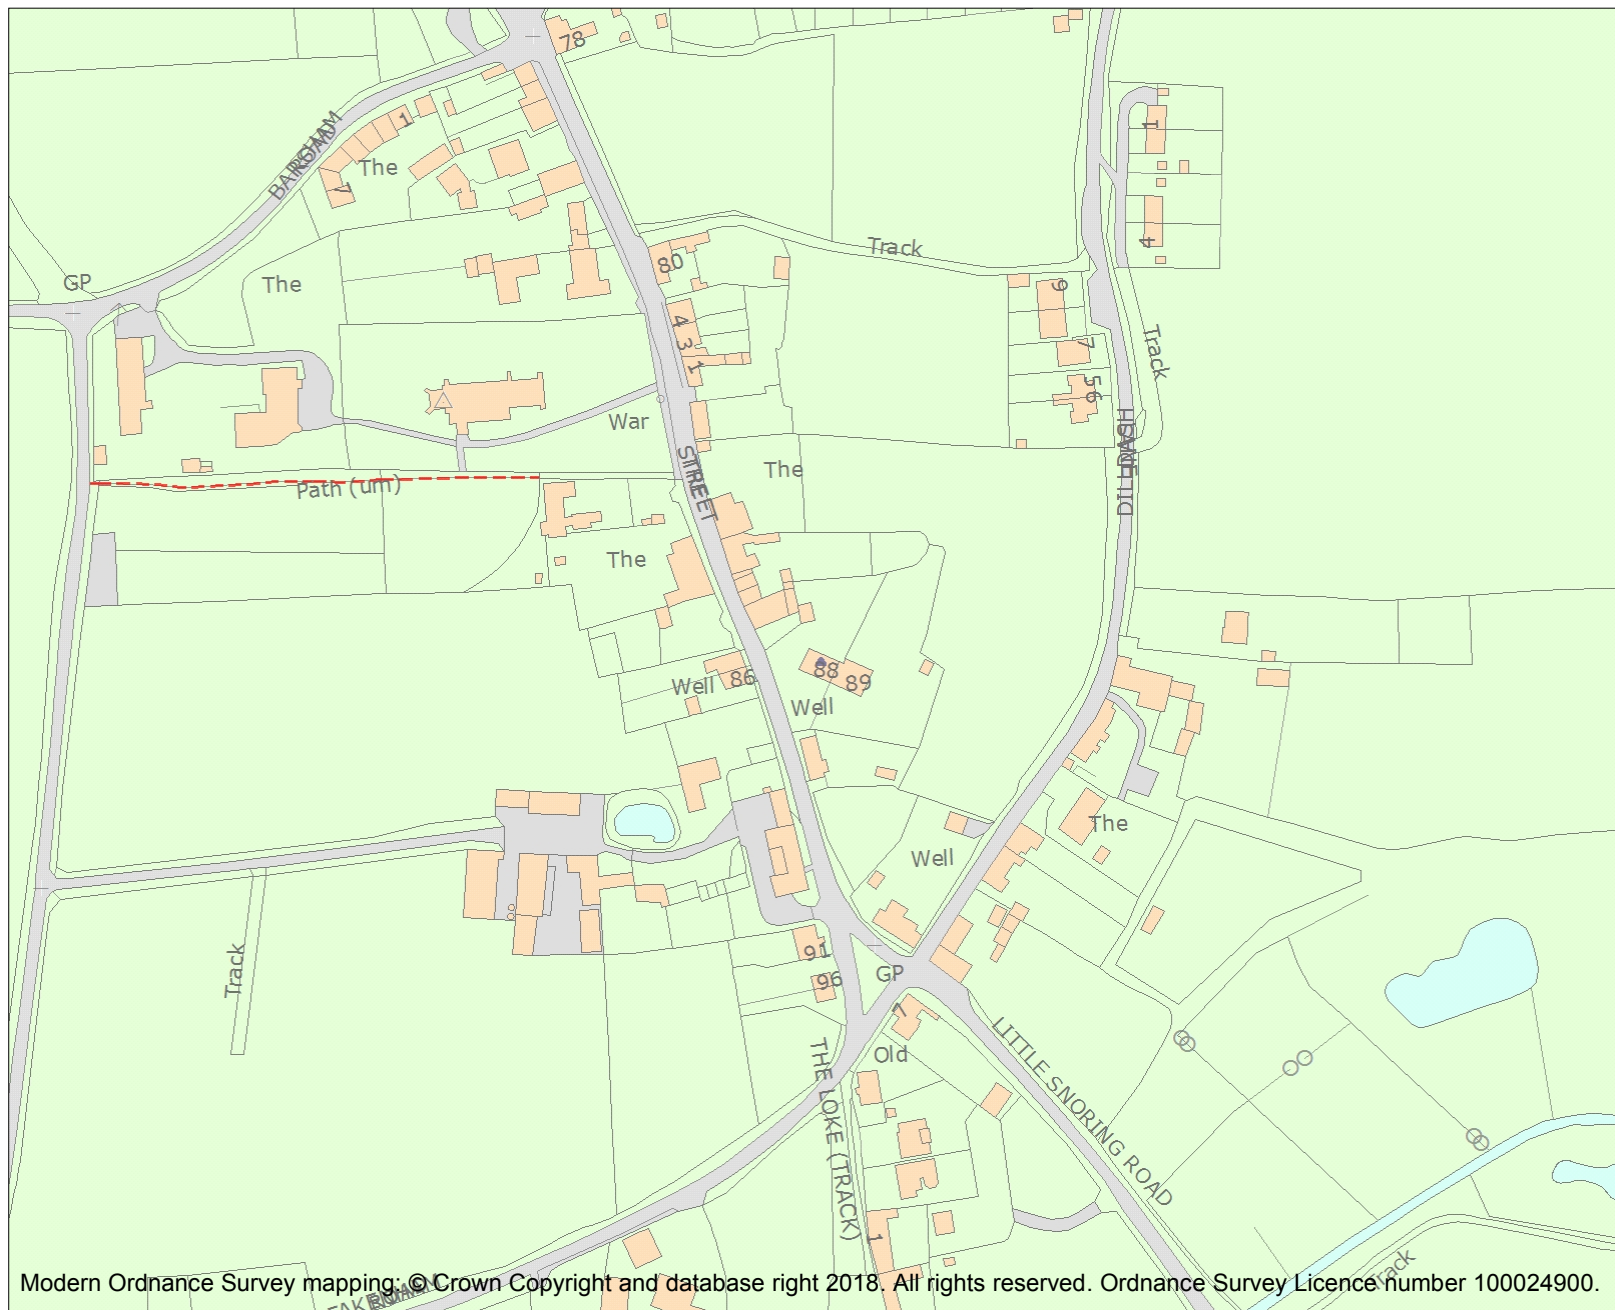 78
BARSHAM
ROAD
1
The
7
1
4
GP
The
80
Track
9
4
3
1
7
Track
5
6
War
THE
STREET
The
Path (um)
The
88
89
86
Well
Well
The
Well
Track
91
96
GP
7
Old
THE LOKE (TRACK)
LITTLE SNORING ROAD
1
Track
Modern Ordnance Survey mapping: © Crown Copyright and database right 2018. All rights reserved. Ordnance Survey Licence number 100024900.